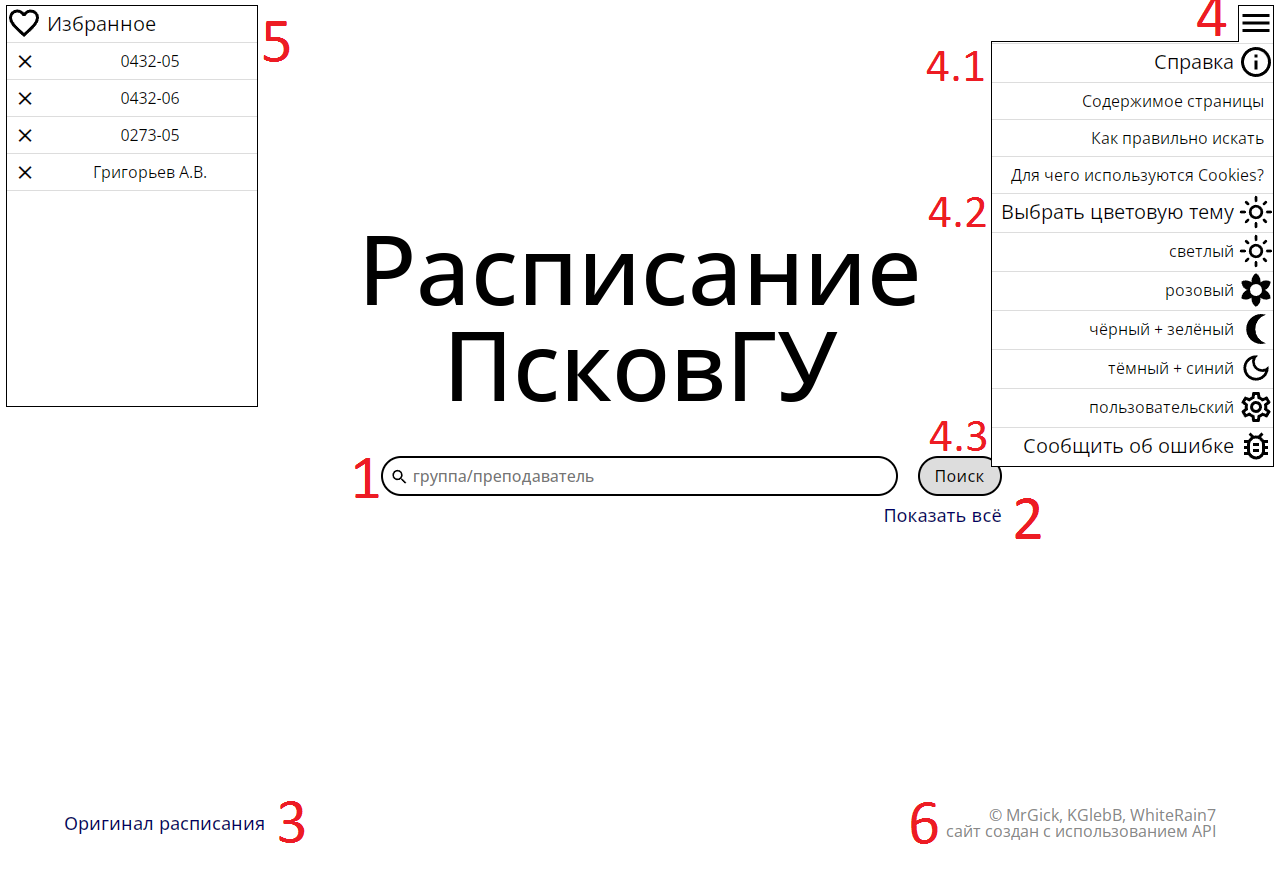 Избранное
5
0432-05
0432-06
0273-05
Григорьев А.В.
4
4.1
Справка
Содержимое страницы
Как правильно искать
Для чего используются Cookies?
4.2
Выбрать цветовую тему
светлый
розовый
чёрный + зелёный
тёмный + синий
пользовательский
4.3
Сообщить об ошибке
Расписание
ПсковГУ
1
группа/преподаватель
Поиск
Показать всё
2
Оригинал расписания
3
6
© MrGick, KGlebB, WhiteRain7
сайт создан с использованием API